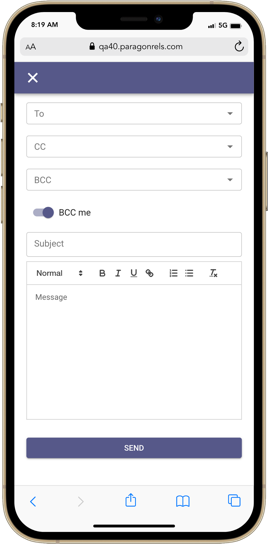 8:19 AM
5G
AA
qa40.paragonrels.com
To
CC
BCC
BCC me
Subject
Normal
B I U
Message
SEND